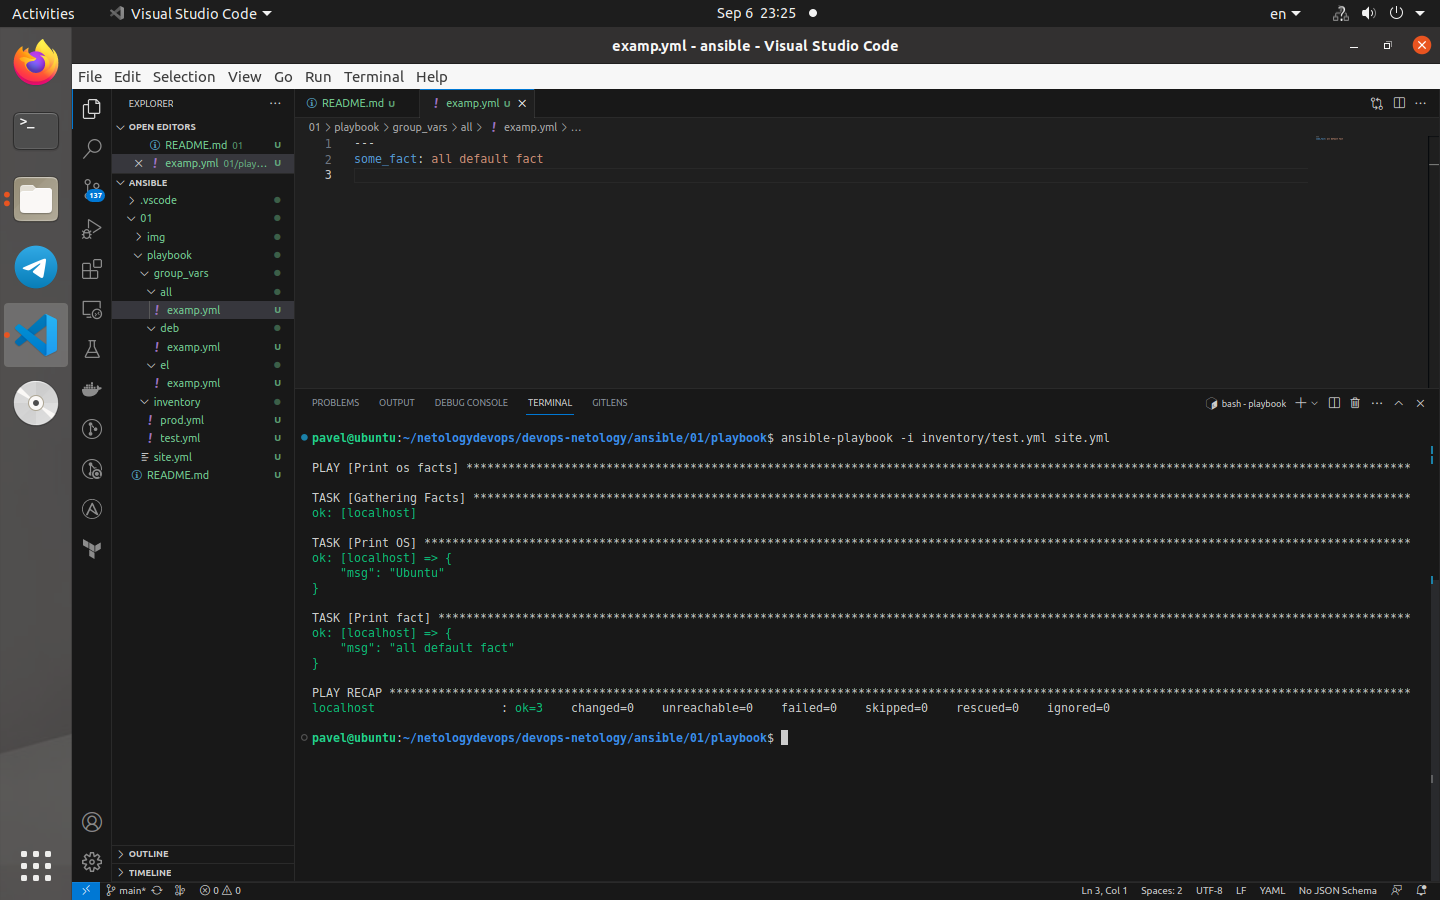 Activities
Visual Studio Code
Sep 6 23:25
en
exam​p.yml - ansible - Visual Studio Code
File Edit Selection View Go Run Terminal Help
EXPLORER
OPEN EDITORS
README.md 01 U
examp.yml 01/play... U
ANSIBLE
.vscode
01
img
playbook
group_vars
all
examp.yml U
deb
examp.yml U
el
examp.yml U
inventory
prod.yml U
test.yml U
site.yml U
README.md U
OUTLINE
TIMELINE
137
README.md U
examp.yml U
01 > playbook > group_vars > all > ! examp.yml > ...
1 ---
2 some_fact: all default fact
3
PROBLEMS OUTPUT DEBUG CONSOLE TERMINAL GITLENS
bash - playbook
pavel@ubuntu:~/netologydevops/devops-netology/ansible/01/playbook$ ansible-playbook -i inventory/test.yml site.yml
PLAY [Print os facts] ***************************************************************************************************************************************
TASK [Gathering Facts] **************************************************************************************************************************************
ok: [localhost]
TASK [Print OS] *********************************************************************************************************************************************
ok: [localhost] => {
"msg": "Ubuntu"
}
TASK [Print fact] *******************************************************************************************************************************************
ok: [localhost] => {
"msg": "all default fact"
}
PLAY RECAP **************************************************************************************************************************************************
localhost : ok=3 changed=0 unreachable=0 failed=0 skipped=0 rescued=0 ignored=0
pavel@ubuntu:~/netologydevops/devops-netology/ansible/01/playbook$
main* 0 0
Ln 3, Col 1 Spaces: 2 UTF-8 LF YAML No JSON Schema